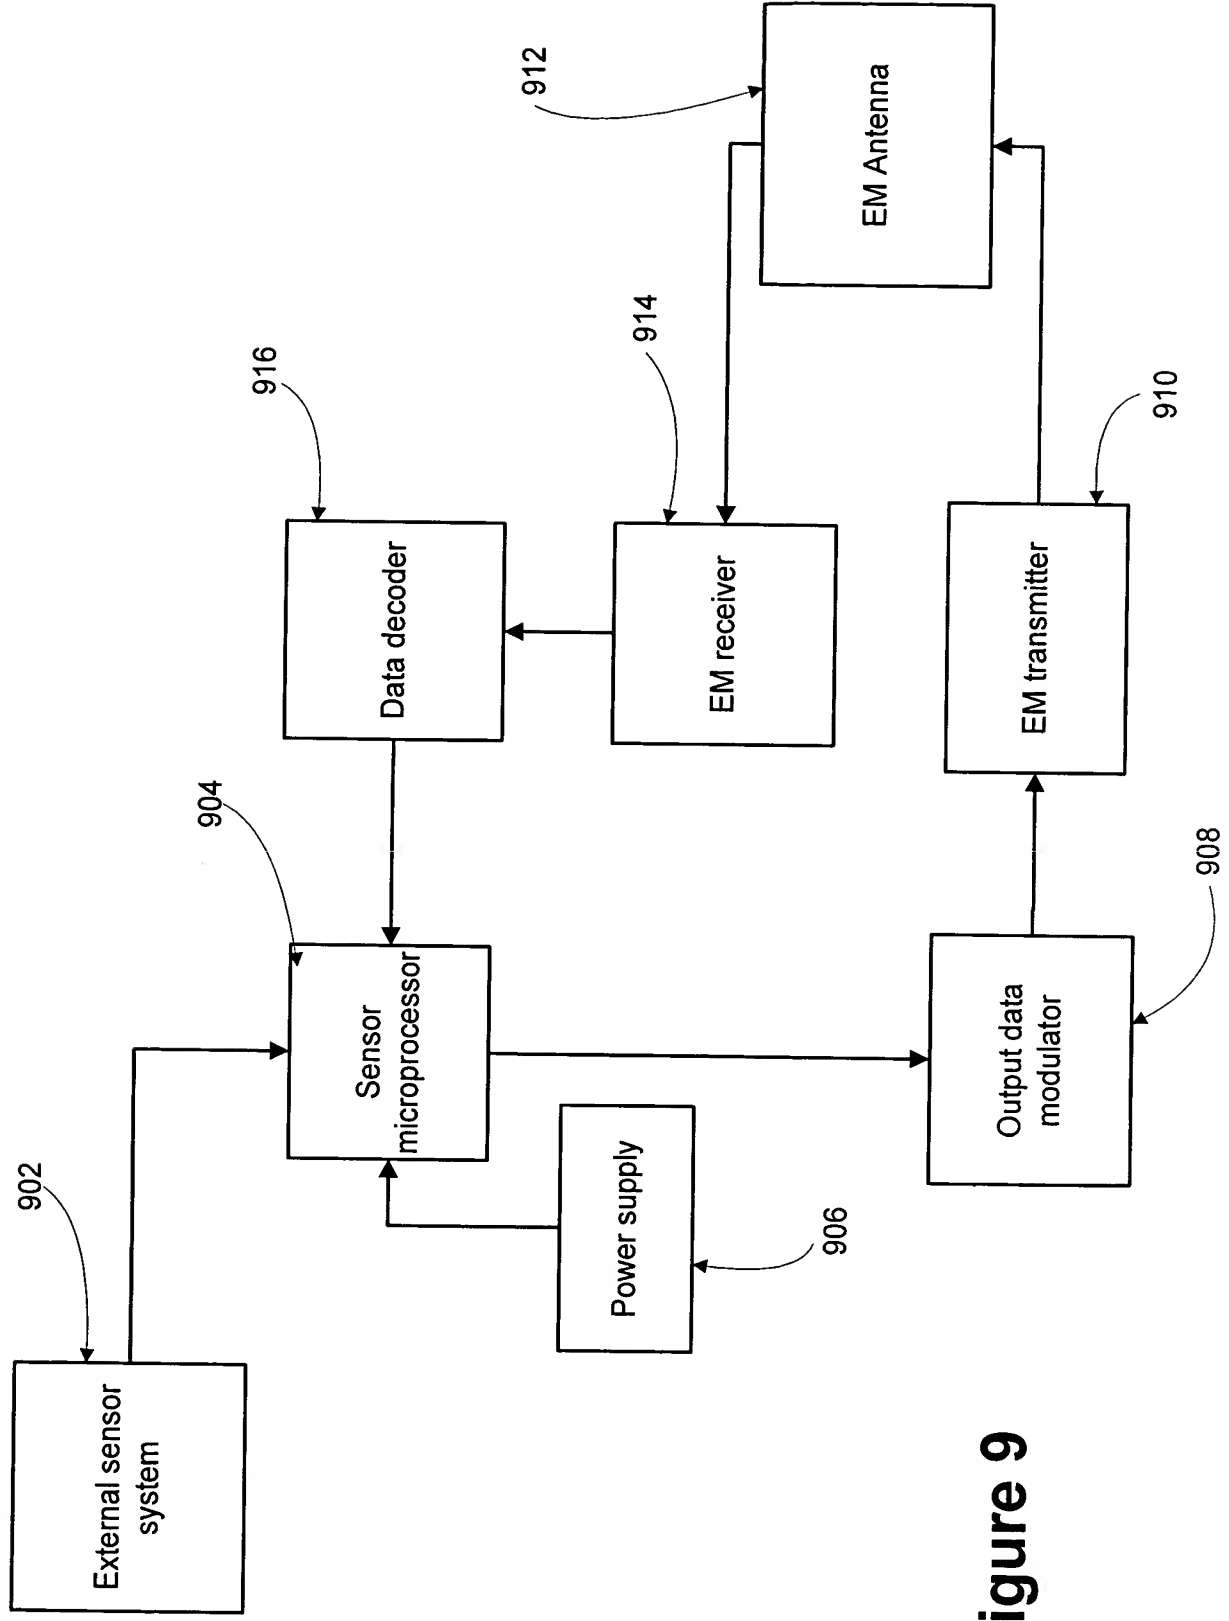 902
External sensor
system
904
Sensor
microprocessor
916
Data decoder
906
Power supply
914
EM receiver
912
EM Antenna
908
Output data
modulator
910
EM transmitter
igure 9